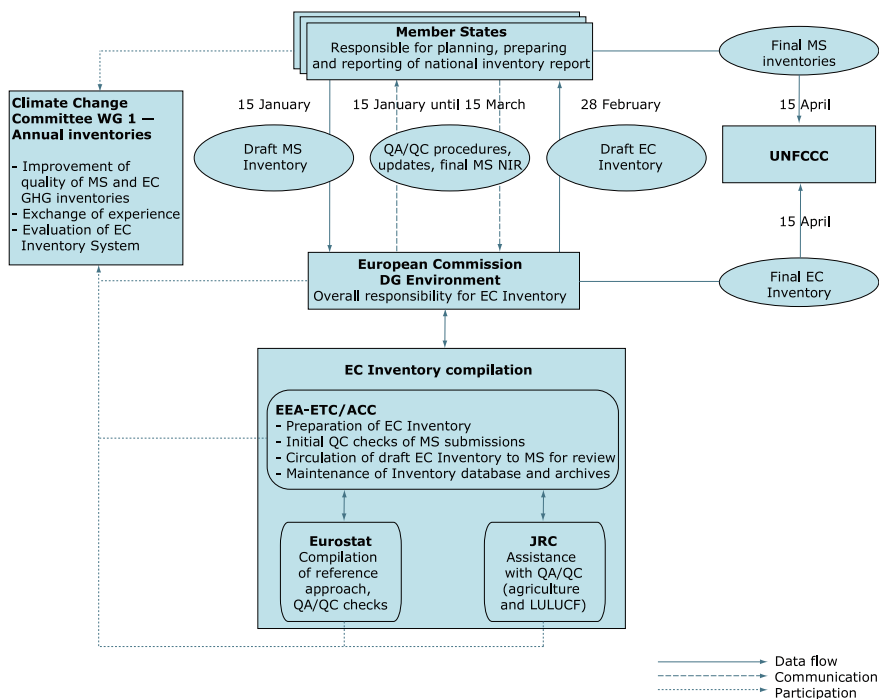 Member States
Responsible for planning, preparing
and reporting of national inventory report
Final MS
inventories
Climate Change
Committee WG 1 —
Annual inventories
- Improvement of
quality of MS and EC
GHG inventories
- Exchange of experience
- Evaluation of EC
Inventory System
15 January
15 January until 15 March
28 February
15 April
Draft MS
Inventory
QA/QC procedures,
updates, final MS NIR
Draft EC
Inventory
UNFCCC
15 April
European Commission
DG Environment
Overall responsibility for EC Inventory
Final EC
Inventory
EC Inventory compilation
EEA-ETC/ACC
- Preparation of EC Inventory
- Initial QC checks of MS submissions
- Circulation of draft EC Inventory to MS for review
- Maintenance of Inventory database and archives
Eurostat
Compilation
of reference
approach,
QA/QC checks
JRC
Assistance
with QA/QC
(agriculture
and LULUCF)
Data flow
Communication
Participation